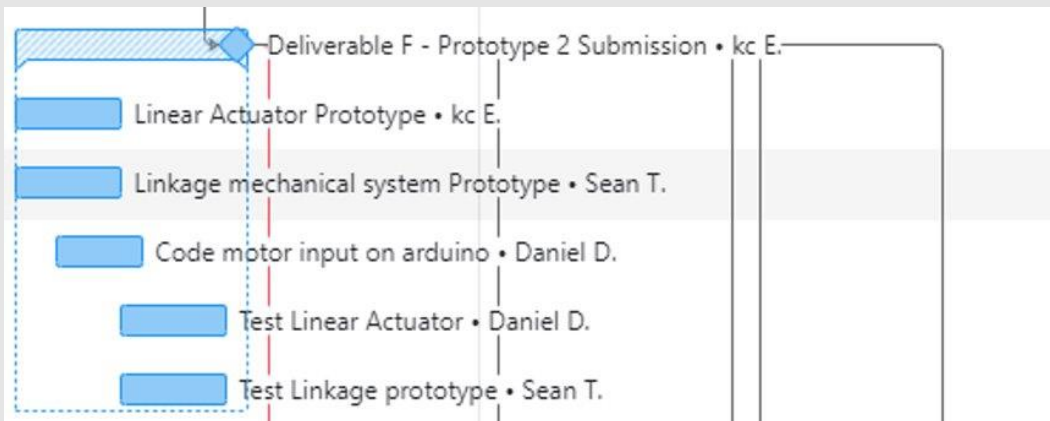 Deliverable F - Prototype 2 Submission • kc E.
Linear Actuator Prototype • kc E.
Linkage mechanical system Prototype • Sean T.
Code motor input on arduino • Daniel D.
Test Linear Actuator • Daniel D.
Test Linkage prototype • Sean T.